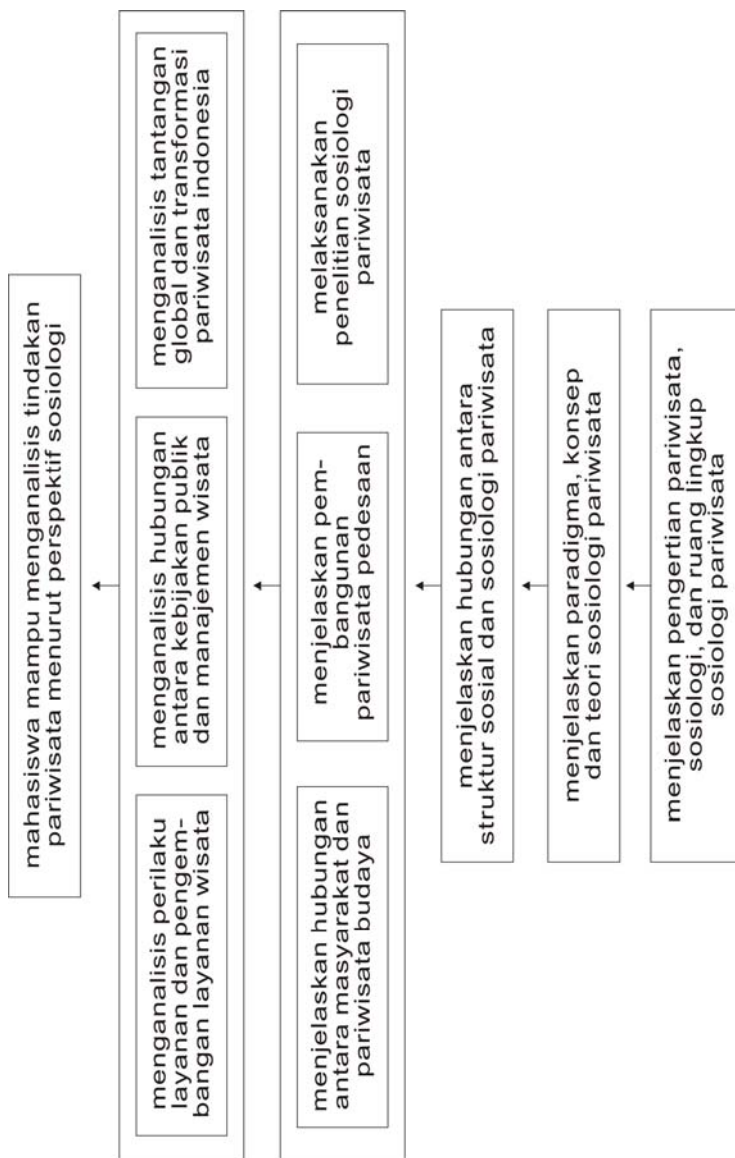 mahasiswa mampu menganalisis tindakan
pariwisata menurut perspektif sosiologi
menganalisis perilaku
layanan dan pengem-
bangan layanan wisata
menganalisis hubungan
antara kebijakan publik
dan manajemen wisata
menganalisis tantangan
global dan transformasi
pariwisata indonesia
menjelaskan hubungan
antara masyarakat dan
pariwisata budaya
menjelaskan pem-
bangunan
pariwisata pedesaan
melaksanakan
penelitian sosiologi
pariwisata
menjelaskan hubungan antara
struktur sosial dan sosiologi pariwisata
menjelaskan paradigma, konsep
dan teori sosiologi pariwisata
menjelaskan pengertian pariwisata,
sosiologi, dan ruang lingkup
sosiologi pariwisata